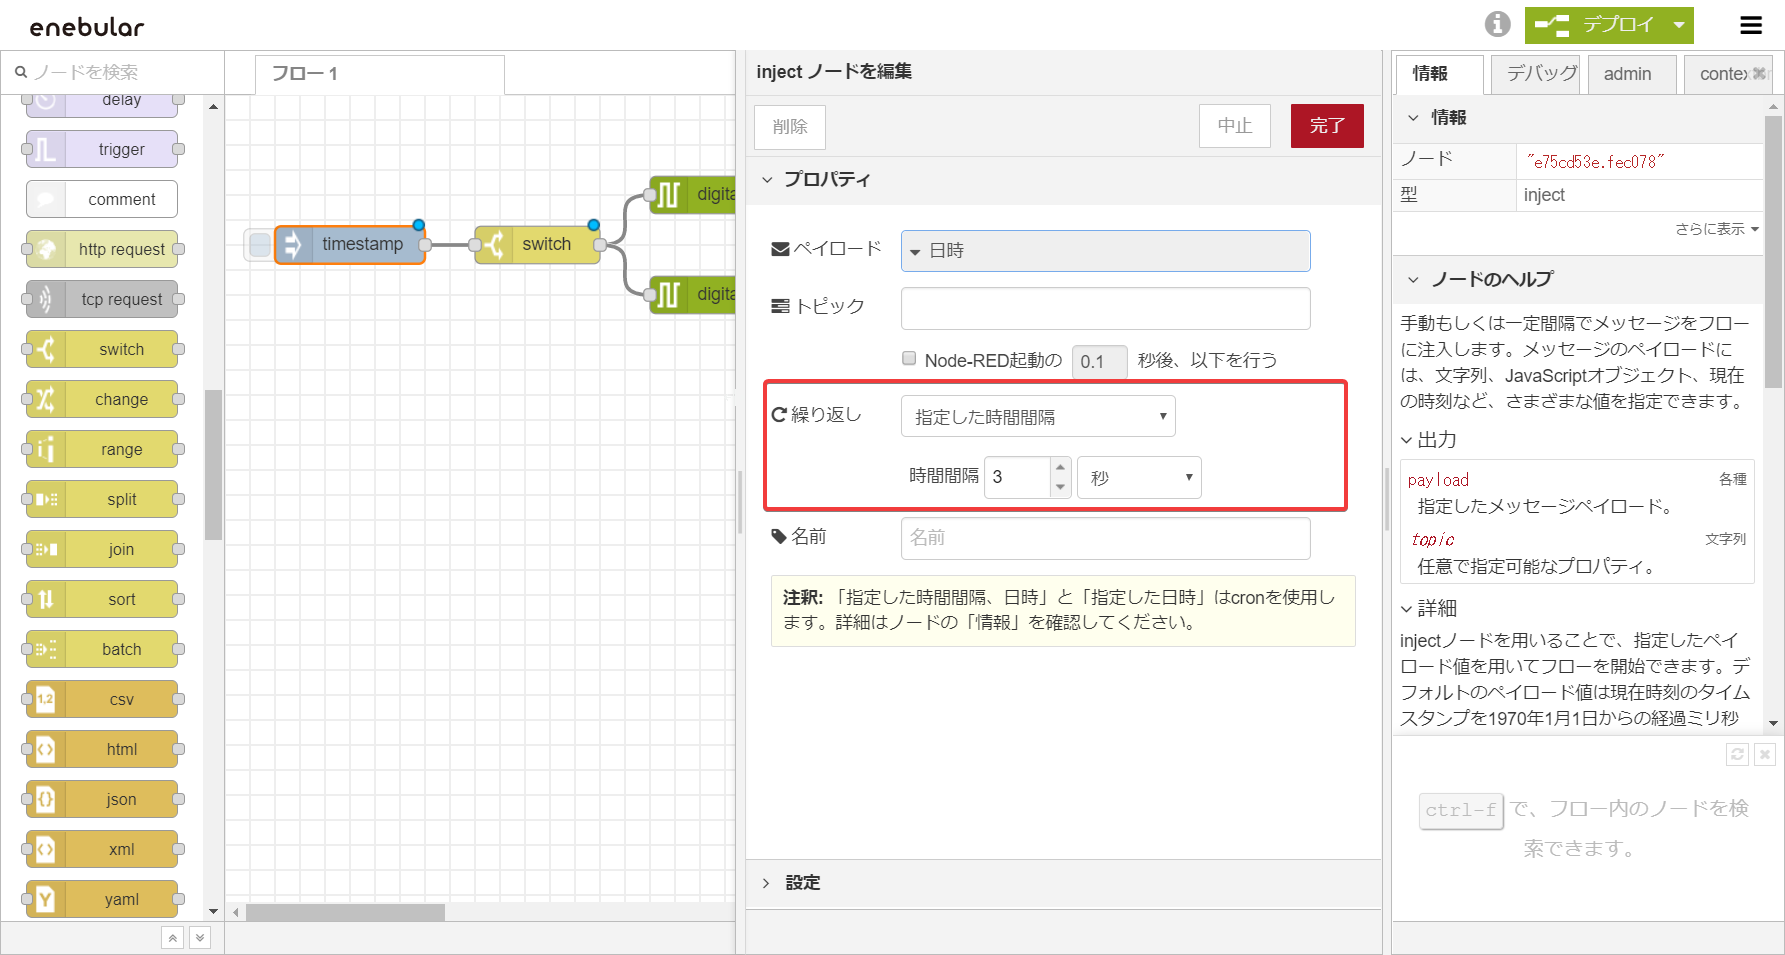 enebular
デプロイ
ノードを検索
delay
trigger
comment
http request
tcp request
switch
change
range
split
join
sort
batch
csv
html
json
xml
yaml
フロー 1
timestamp
switch
digita
digita
inject ノードを編集
削除
中止
完了
プロパティ
ペイロード
日時
トピック
Node-RED起動の 0.1 秒後、以下を行う
繰り返し
指定した時間間隔
時間間隔 3 秒
名前
名前
注釈: 「指定した時間間隔、日時」と「指定した日時」はcronを使用し
ます。詳細はノードの「情報」を確認してください。
設定
情報
デバッグ
admin
contex
情報
ノード "e75cd53e.fec078"
型 inject
さらに表示
ノードのヘルプ
手動もしくは一定間隔でメッセージをフロー
に注入します。メッセージのペイロードに
は、文字列、JavaScriptオブジェクト、現在
の時刻など、さまざまな値を指定できます。
出力
payload 各種
指定したメッセージペイロード。
topic 文字列
任意で指定可能なプロパティ。
詳細
injectノードを用いることで、指定したペイ
ロード値を用いてフローを開始できます。デ
フォルトのペイロード値は現在時刻のタイム
スタンプを1970年1月1日からの経過ミリ秒
ctrl-f で、フロー内のノードを検
索できます。